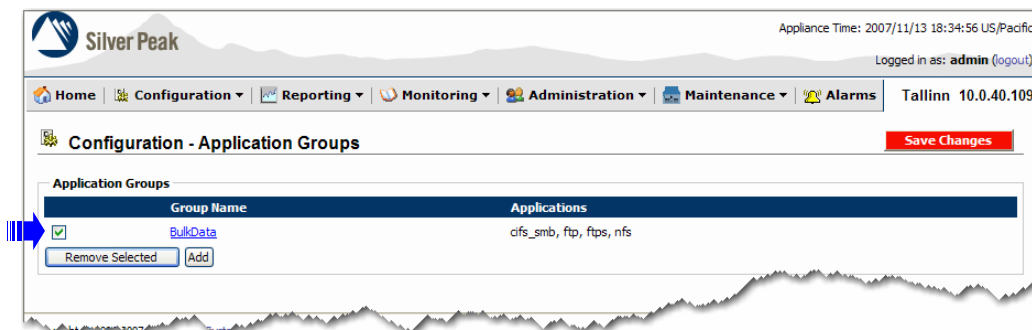 Silver Peak
Appliance Time: 2007/11/13 18:34:56 US/Pacific
Logged in as: admin (logout)
Home Configuration Reporting Monitoring Administration Maintenance Alarms Tallinn 10.0.40.109
Configuration - Application Groups
Save Changes
Application Groups
Group Name Applications
BulkData cifs_smb, ftp, ftps, nfs
Remove Selected Add